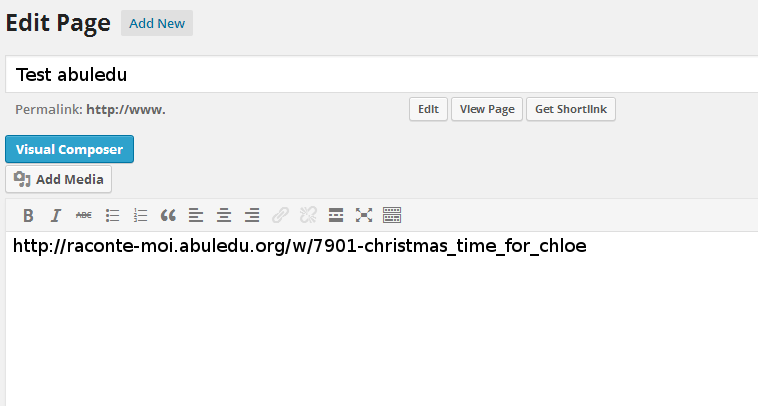 Edit Page Add New
Test abuledu
Permalink: http://www. Edit View Page Get Shortlink
Visual Composer
Add Media
B I ABC
http://raconte-moi.abuledu.org/w/7901-christmas_time_for_chloe